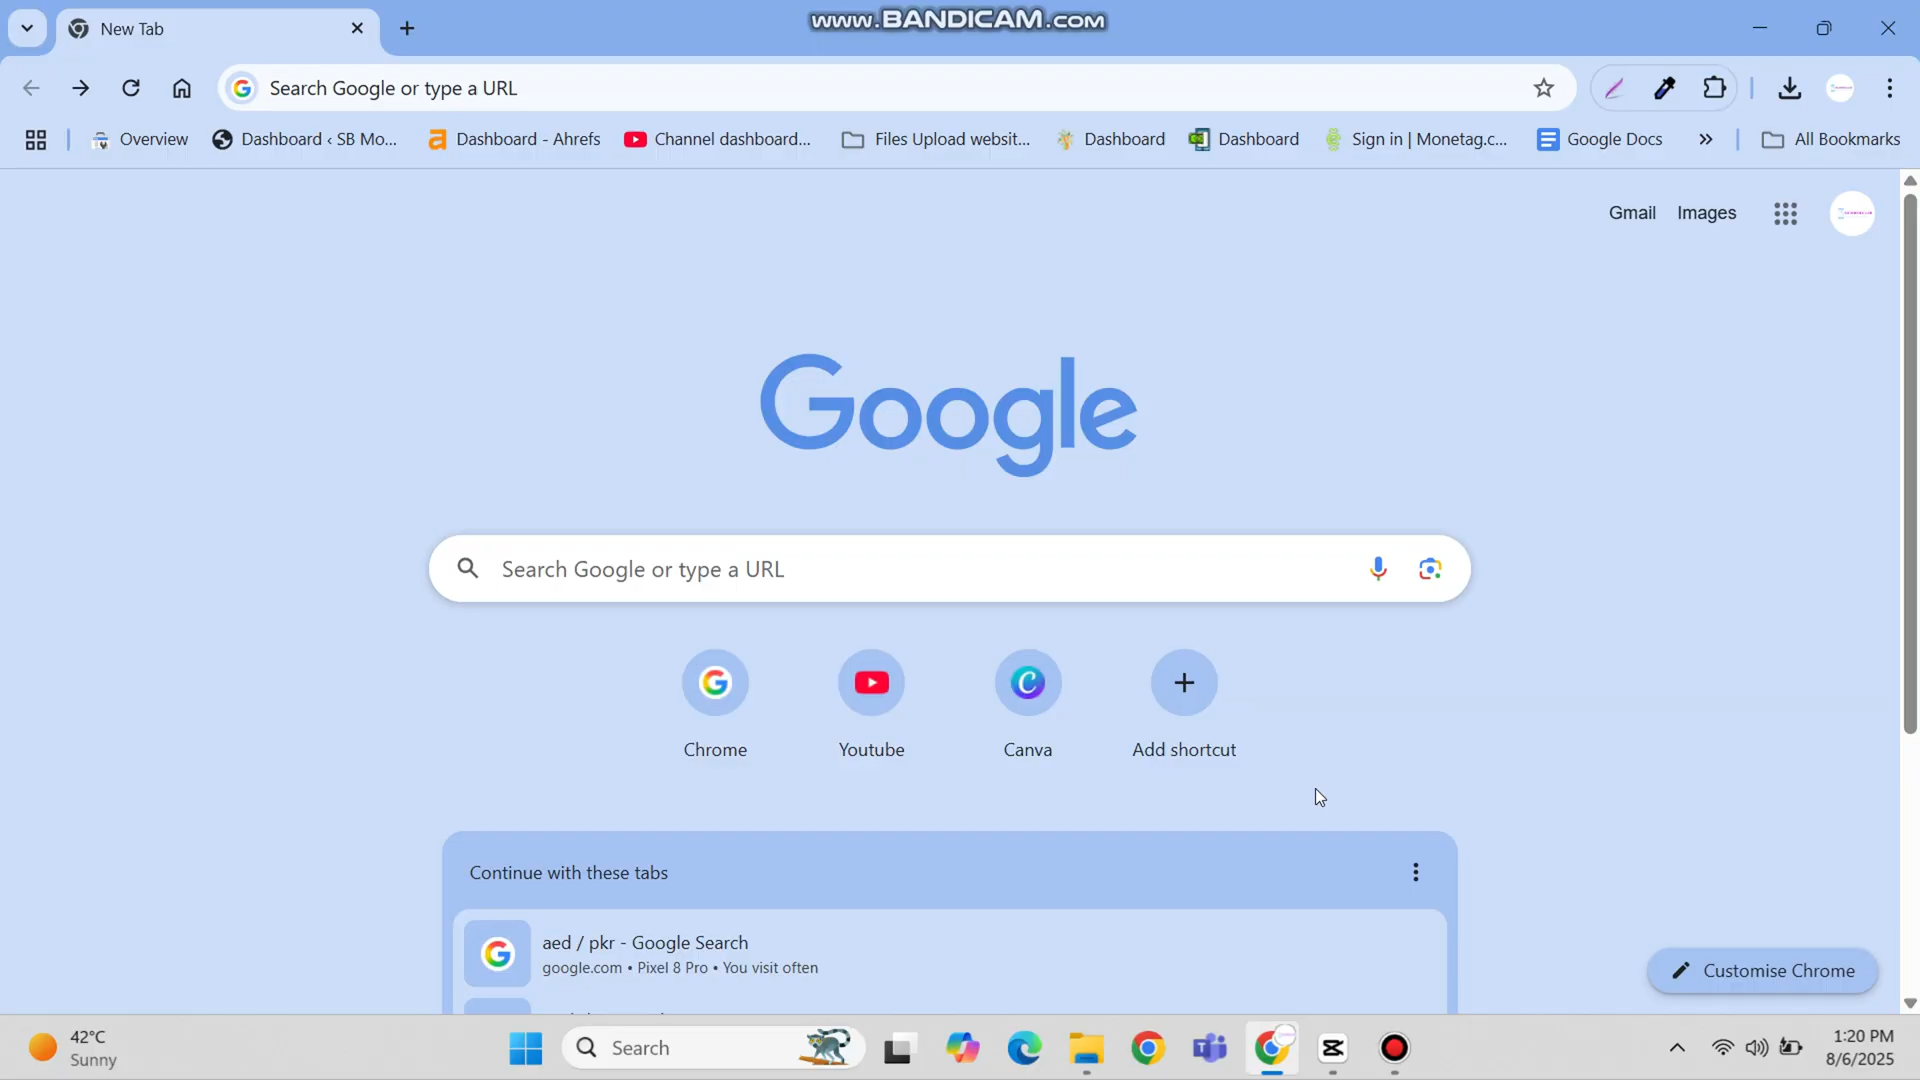 New Tab
www.BANDICAM.com
Search Google or type a URL
Overview
Dashboard ‹ SB Mo...
Dashboard - Ahrefs
Channel dashboard...
Files Upload websit...
Dashboard
Dashboard
Sign in | Monetag.c...
Google Docs
All Bookmarks
Gmail
Images
Google
Search Google or type a URL
Chrome
Youtube
Canva
Add shortcut
Continue with these tabs
aed / pkr - Google Search
google.com • Pixel 8 Pro • You visit often
Customise Chrome
42°C
Sunny
Search
1:20 PM
8/6/2025